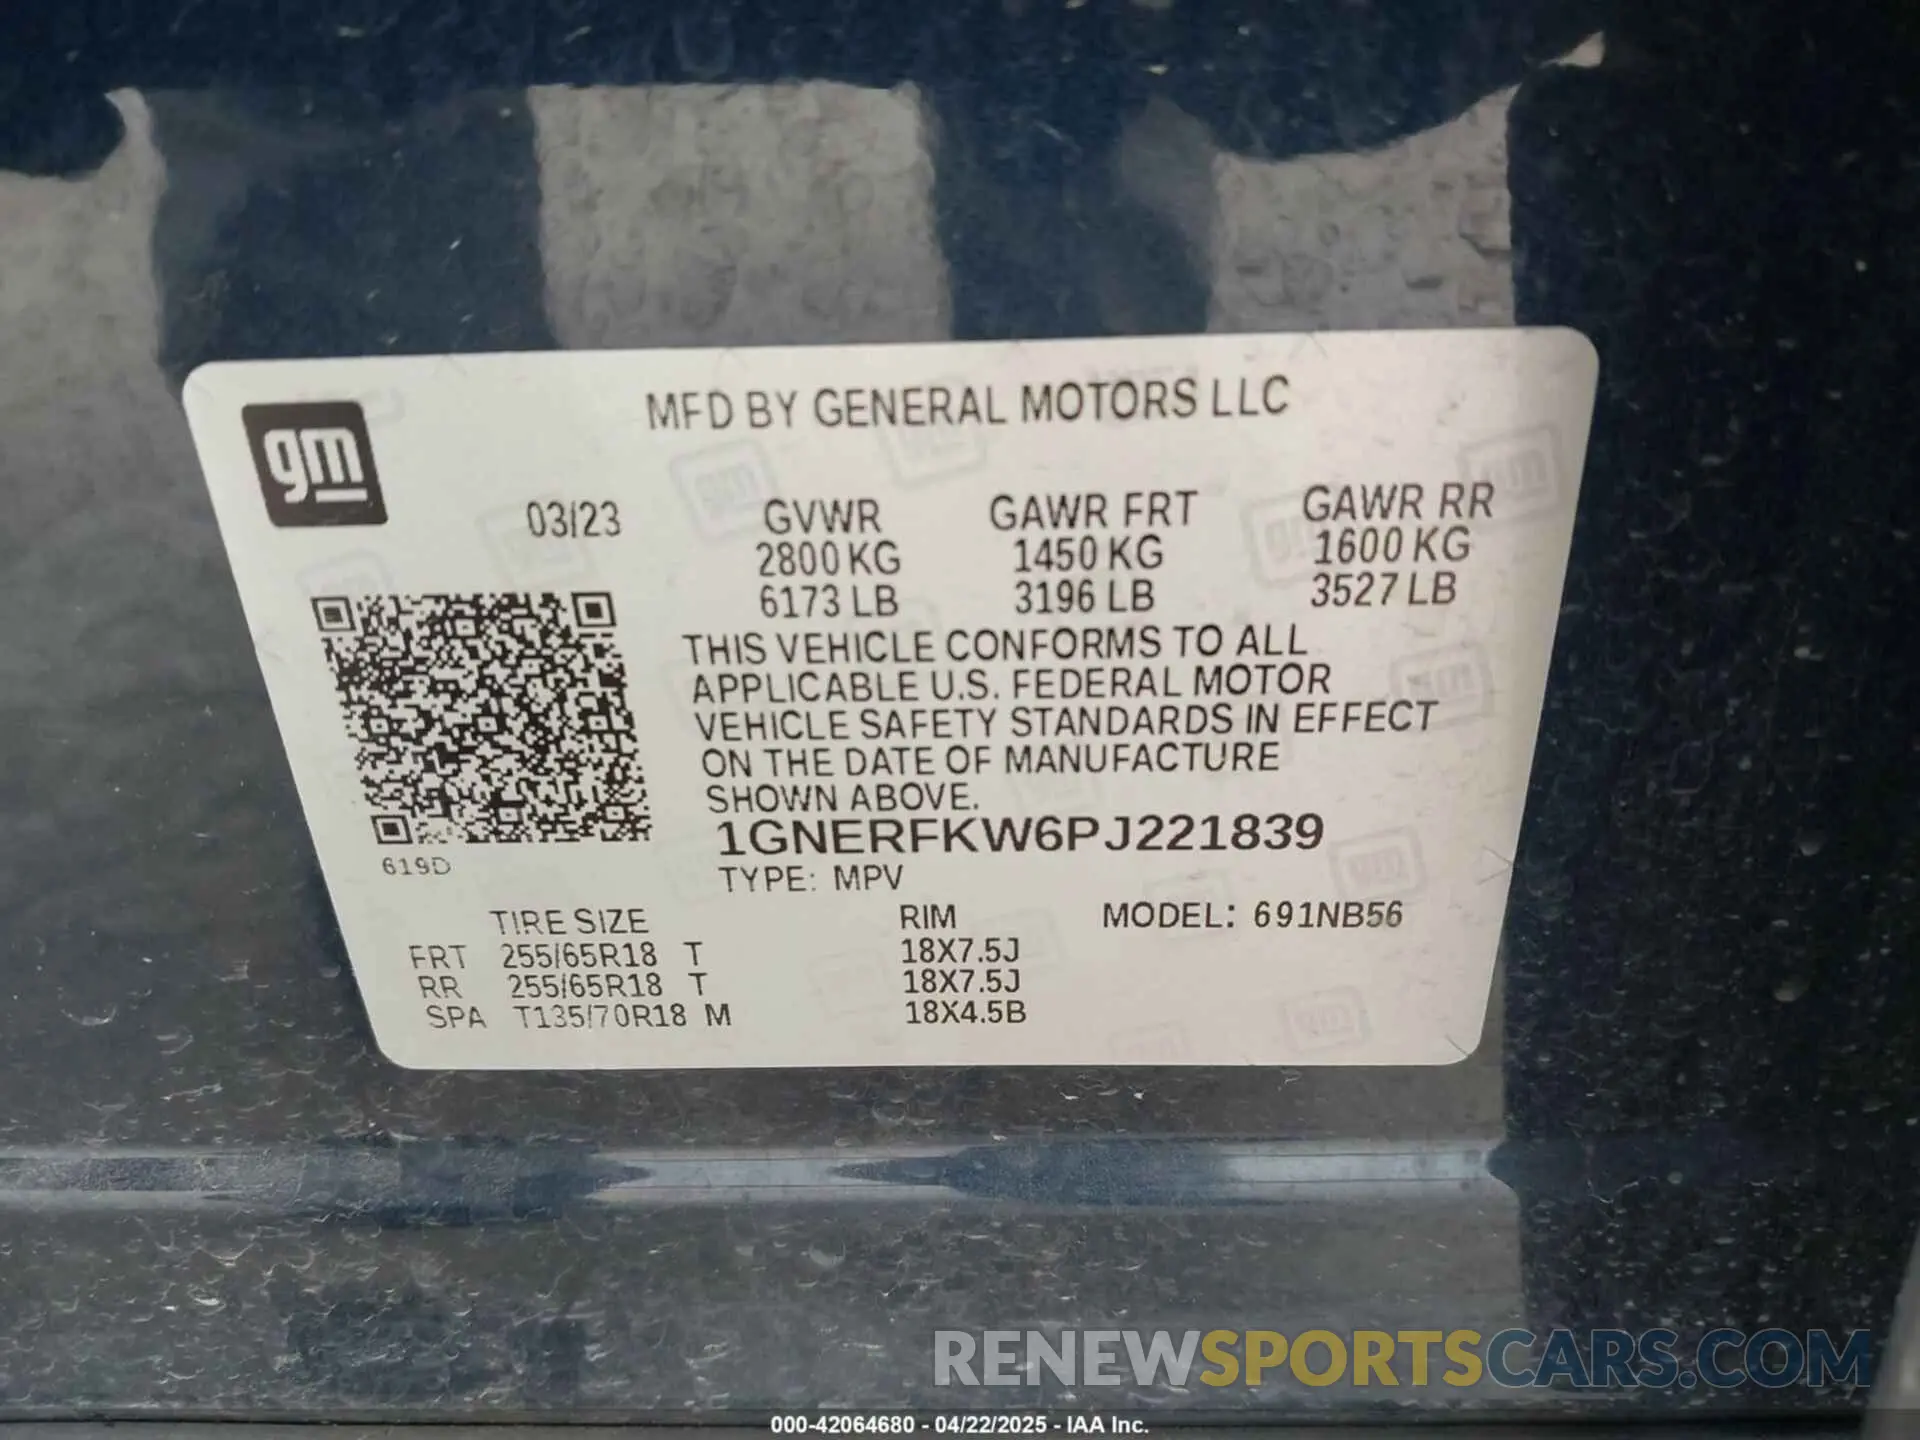 MFD BY GENERAL MOTORS LLC
gm
03/23 GVWR GAWR FRT GAWR RR
2800 KG 1450 KG 1600 KG
6173 LB 3196 LB 3527 LB
THIS VEHICLE CONFORMS TO ALL
APPLICABLE U.S. FEDERAL MOTOR
VEHICLE SAFETY STANDARDS IN EFFECT
ON THE DATE OF MANUFACTURE
SHOWN ABOVE.
1GNERFKW6PJ221839
619D
TYPE: MPV
TIRE SIZE RIM MODEL: 691NB56
FRT 255/65R18 T 18X7.5J
RR 255/65R18 T 18X7.5J
SPA T135/70R18 M 18X4.5B
RENEWSPORTSCARS.COM
000-42064680 - 04/22/2025 - IAA Inc.